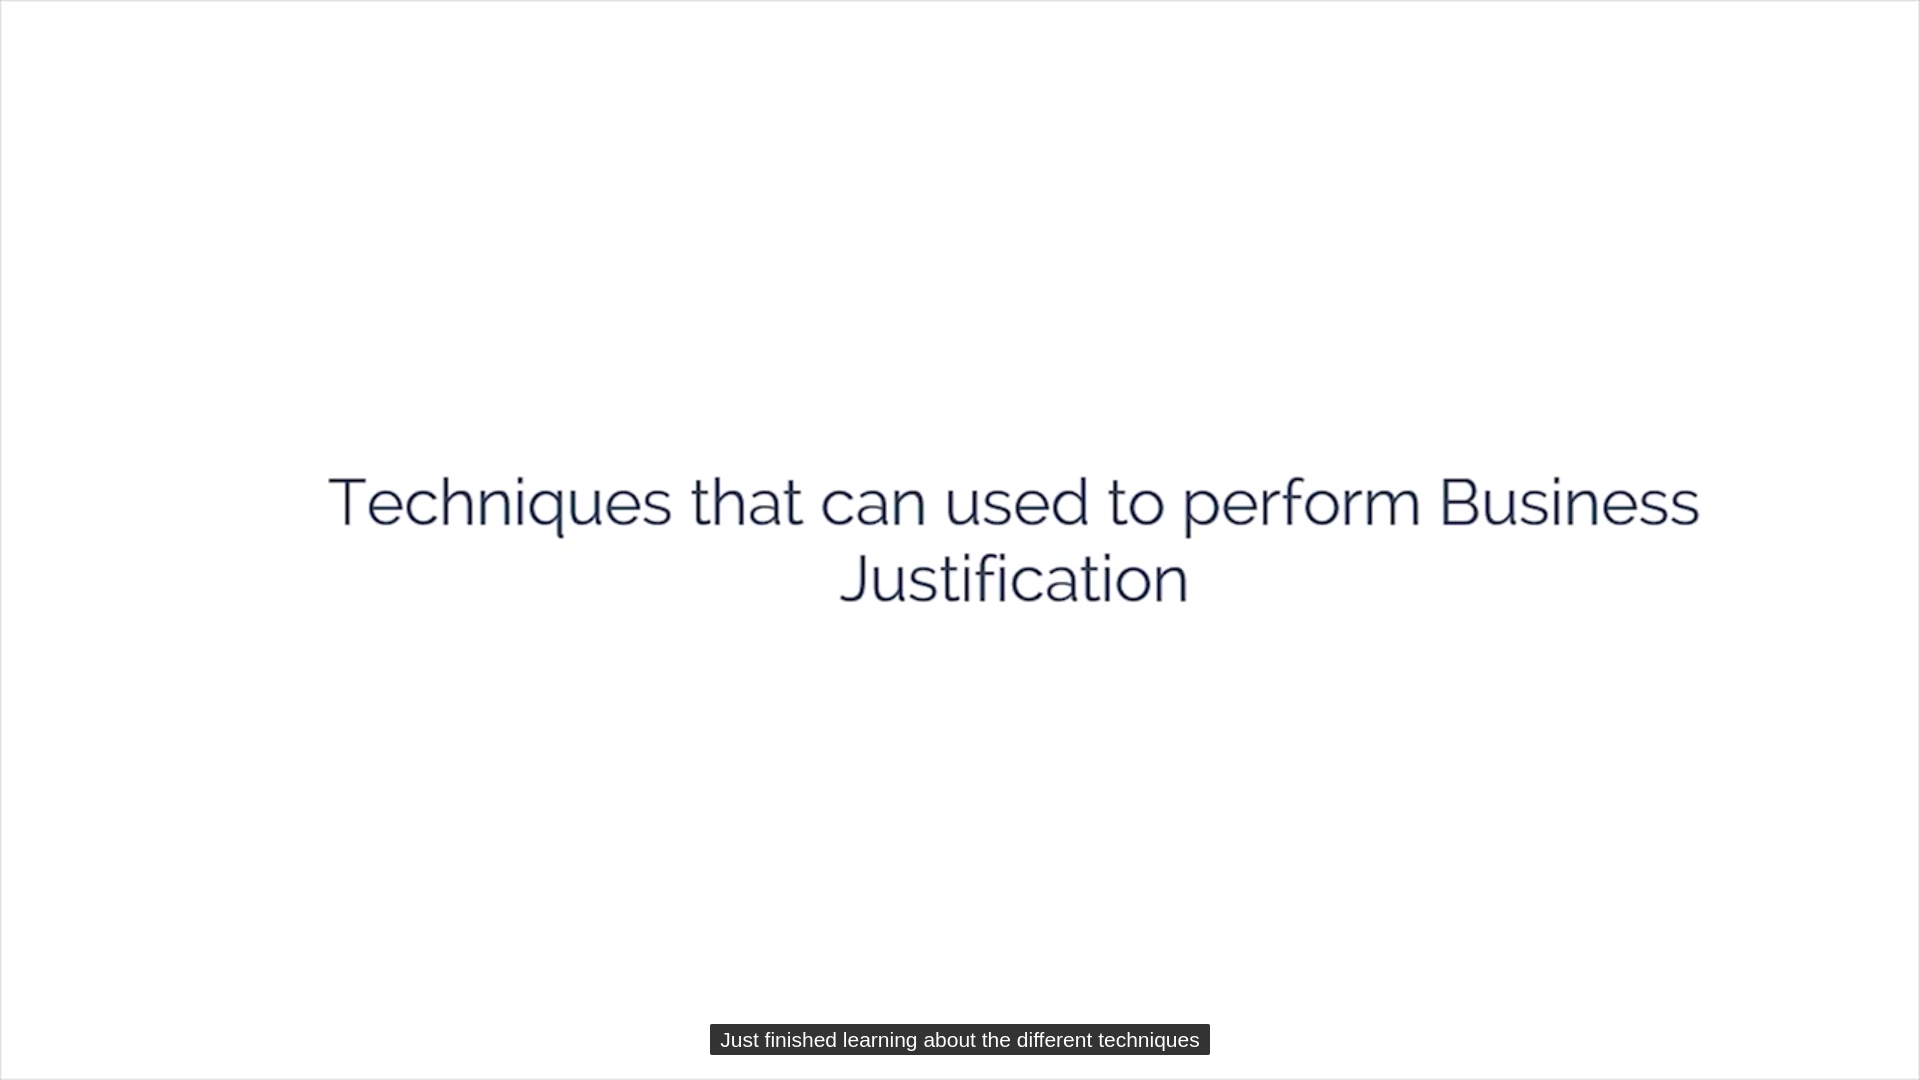 Techniques that can used to perform Business
Justification
Just finished learning about the different techniques